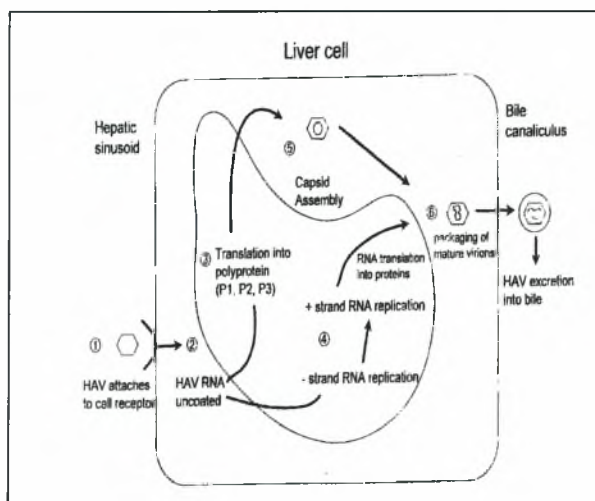 Liver cell
Hepatic
sinusoid
Bile
canaliculus
⑤
Capsid
Assembly
③ Translation into
polyprotein
(P1, P2, P3)
RNA translation
into proteins
⑥
packaging of
mature virions
HAV excretion
into bile
+ strand RNA replication
④
- strand RNA replication
① ②
HAV attaches
to cell receptor
HAV RNA
uncoated